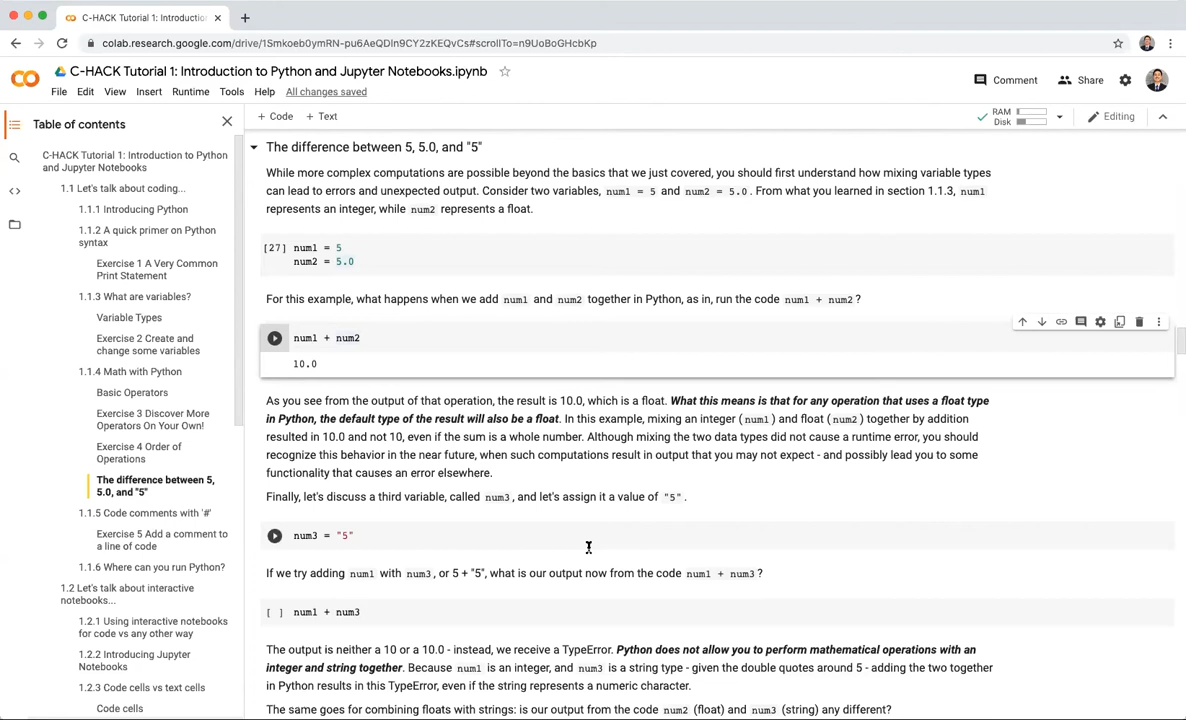 C-HACK Tutorial 1: Introductio
colab.research.google.com/drive/1Smkoeb0ymRN-pu6AeQDln9CY2zKEQvCs#scrollTo=n9UoBoGHcbKp
C-HACK Tutorial 1: Introduction to Python and Jupyter Notebooks.ipynb
Comment
Share
File Edit View Insert Runtime Tools Help All changes saved
Table of contents
+ Code + Text
RAM
Disk
Editing
C-HACK Tutorial 1: Introduction to Python
and Jupyter Notebooks
1.1 Let's talk about coding...
1.1.1 Introducing Python
1.1.2 A quick primer on Python
syntax
Exercise 1 A Very Common
Print Statement
1.1.3 What are variables?
Variable Types
Exercise 2 Create and
change some variables
1.1.4 Math with Python
Basic Operators
Exercise 3 Discover More
Operators On Your Own!
Exercise 4 Order of
Operations
The difference between 5,
5.0, and "5"
1.1.5 Code comments with '#'
Exercise 5 Add a comment to
a line of code
1.1.6 Where can you run Python?
1.2 Let's talk about interactive
notebooks...
1.2.1 Using interactive notebooks
for code vs any other way
1.2.2 Introducing Jupyter
Notebooks
1.2.3 Code cells vs text cells
Code cells
The difference between 5, 5.0, and "5"
While more complex computations are possible beyond the basics that we just covered, you should first understand how mixing variable types
can lead to errors and unexpected output. Consider two variables, num1 = 5 and num2 = 5.0. From what you learned in section 1.1.3, num1
represents an integer, while num2 represents a float.
[27] num1 = 5
num2 = 5.0
For this example, what happens when we add num1 and num2 together in Python, as in, run the code num1 + num2?
num1 + num2
10.0
As you see from the output of that operation, the result is 10.0, which is a float. What this means is that for any operation that uses a float type
in Python, the default type of the result will also be a float. In this example, mixing an integer (num1) and float (num2) together by addition
resulted in 10.0 and not 10, even if the sum is a whole number. Although mixing the two data types did not cause a runtime error, you should
recognize this behavior in the near future, when such computations result in output that you may not expect - and possibly lead you to some
functionality that causes an error elsewhere.
Finally, let's discuss a third variable, called num3, and let's assign it a value of "5".
num3 = "5"
If we try adding num1 with num3, or 5 + "5", what is our output now from the code num1 + num3?
[ ] num1 + num3
The output is neither a 10 or a 10.0 - instead, we receive a TypeError. Python does not allow you to perform mathematical operations with an
integer and string together. Because num1 is an integer, and num3 is a string type - given the double quotes around 5 - adding the two together
in Python results in this TypeError, even if the string represents a numeric character.
The same goes for combining floats with strings: is our output from the code num2 (float) and num3 (string) any different?